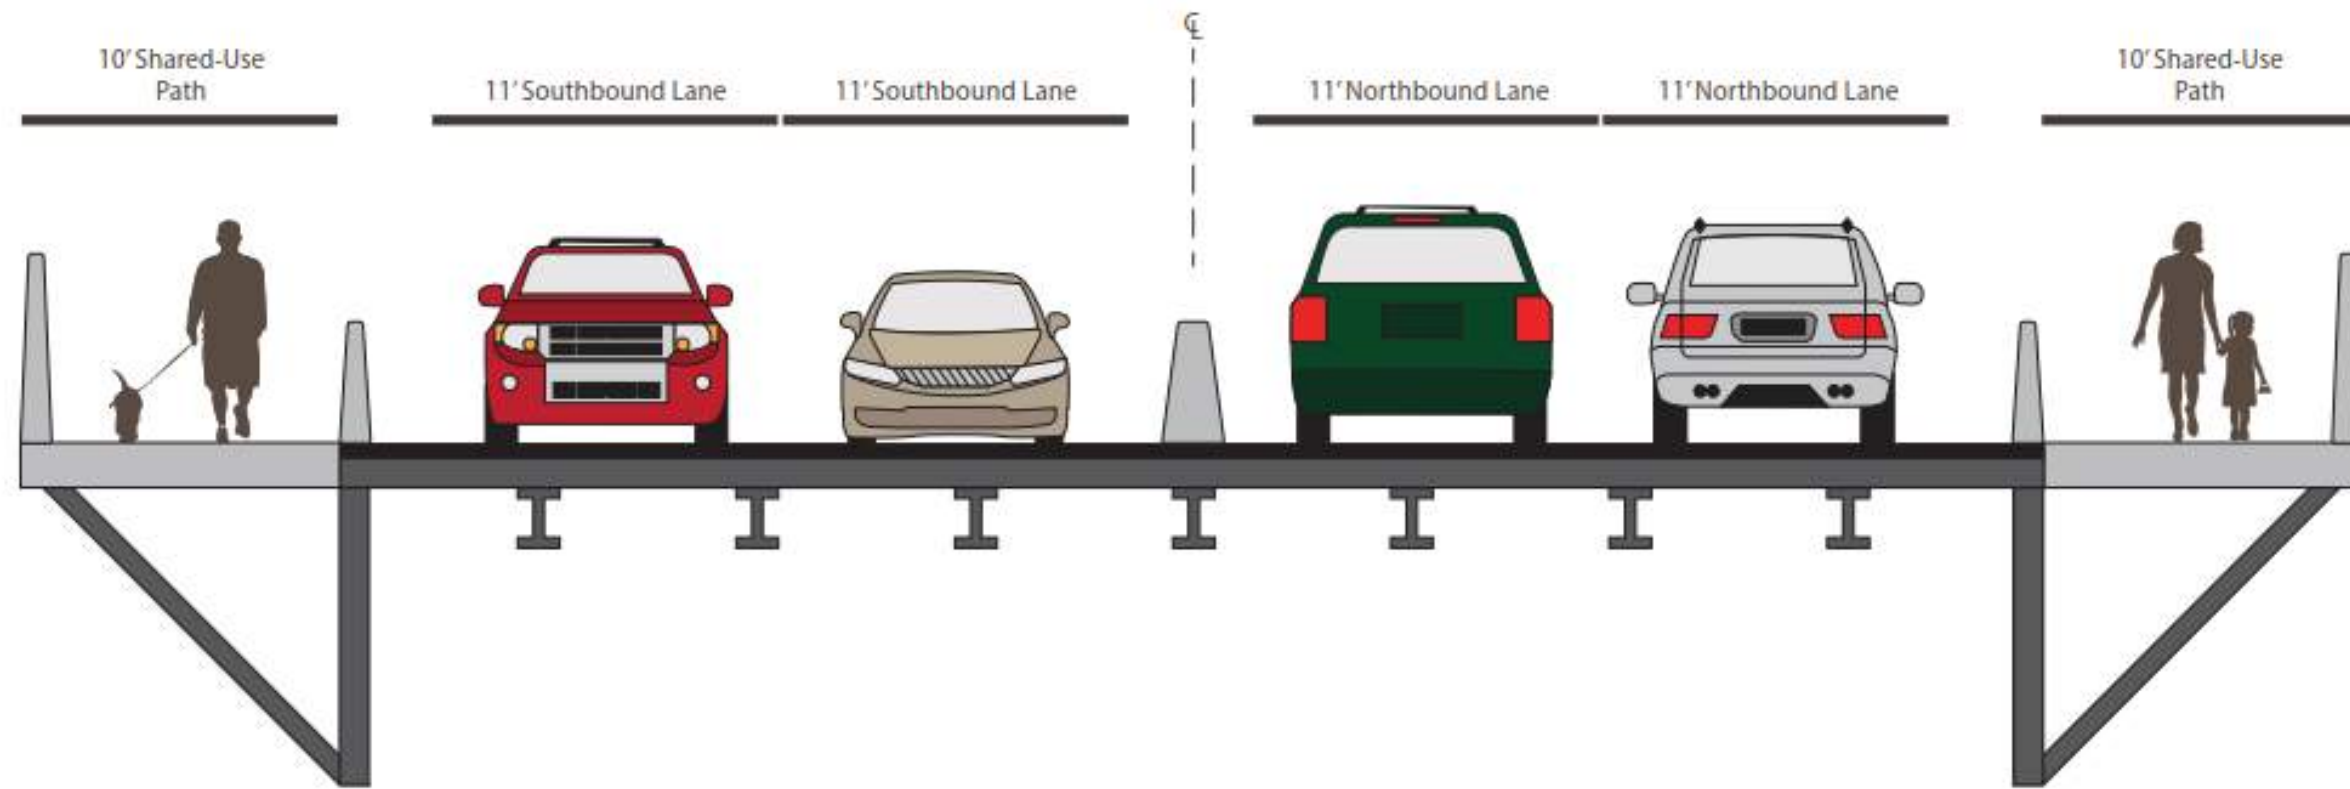 ℄
10' Shared-Use
Path
11' Southbound Lane
11' Southbound Lane
11' Northbound Lane
11' Northbound Lane
10' Shared-Use
Path